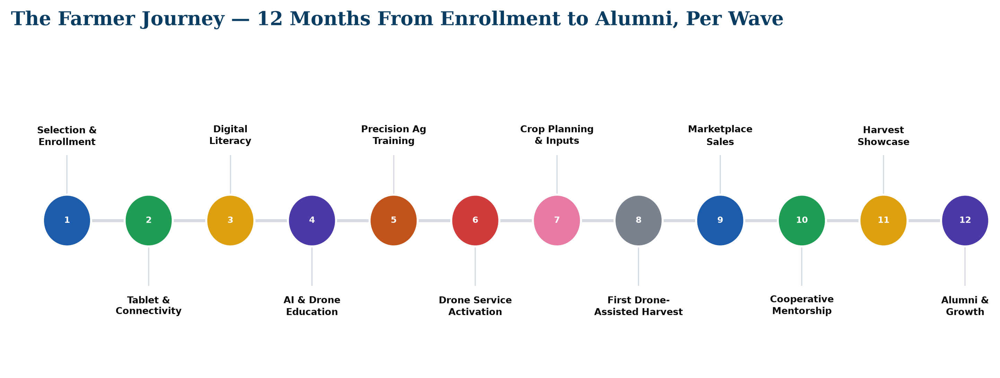 The Farmer Journey — 12 Months From Enrollment to Alumni, Per Wave
Selection &
Enrollment
Digital
Literacy
Precision Ag
Training
Crop Planning
& Inputs
Marketplace
Sales
Harvest
Showcase
1
2
3
4
5
6
7
8
9
10
11
12
Tablet &
Connectivity
AI & Drone
Education
Drone Service
Activation
First Drone-
Assisted Harvest
Cooperative
Mentorship
Alumni &
Growth